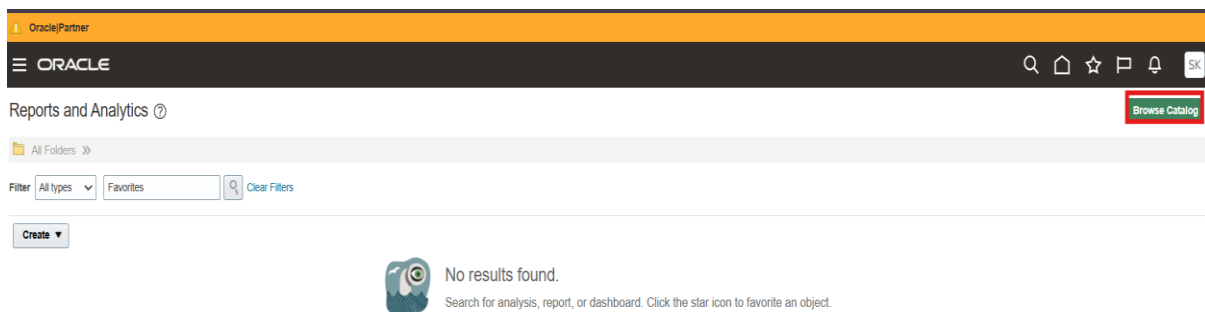 Oracle|Partner
ORACLE
SK
Reports and Analytics ?
Browse Catalog
All Folders »
Filter All types Favorites Clear Filters
Create ▼
No results found.
Search for analysis, report, or dashboard. Click the star icon to favorite an object.